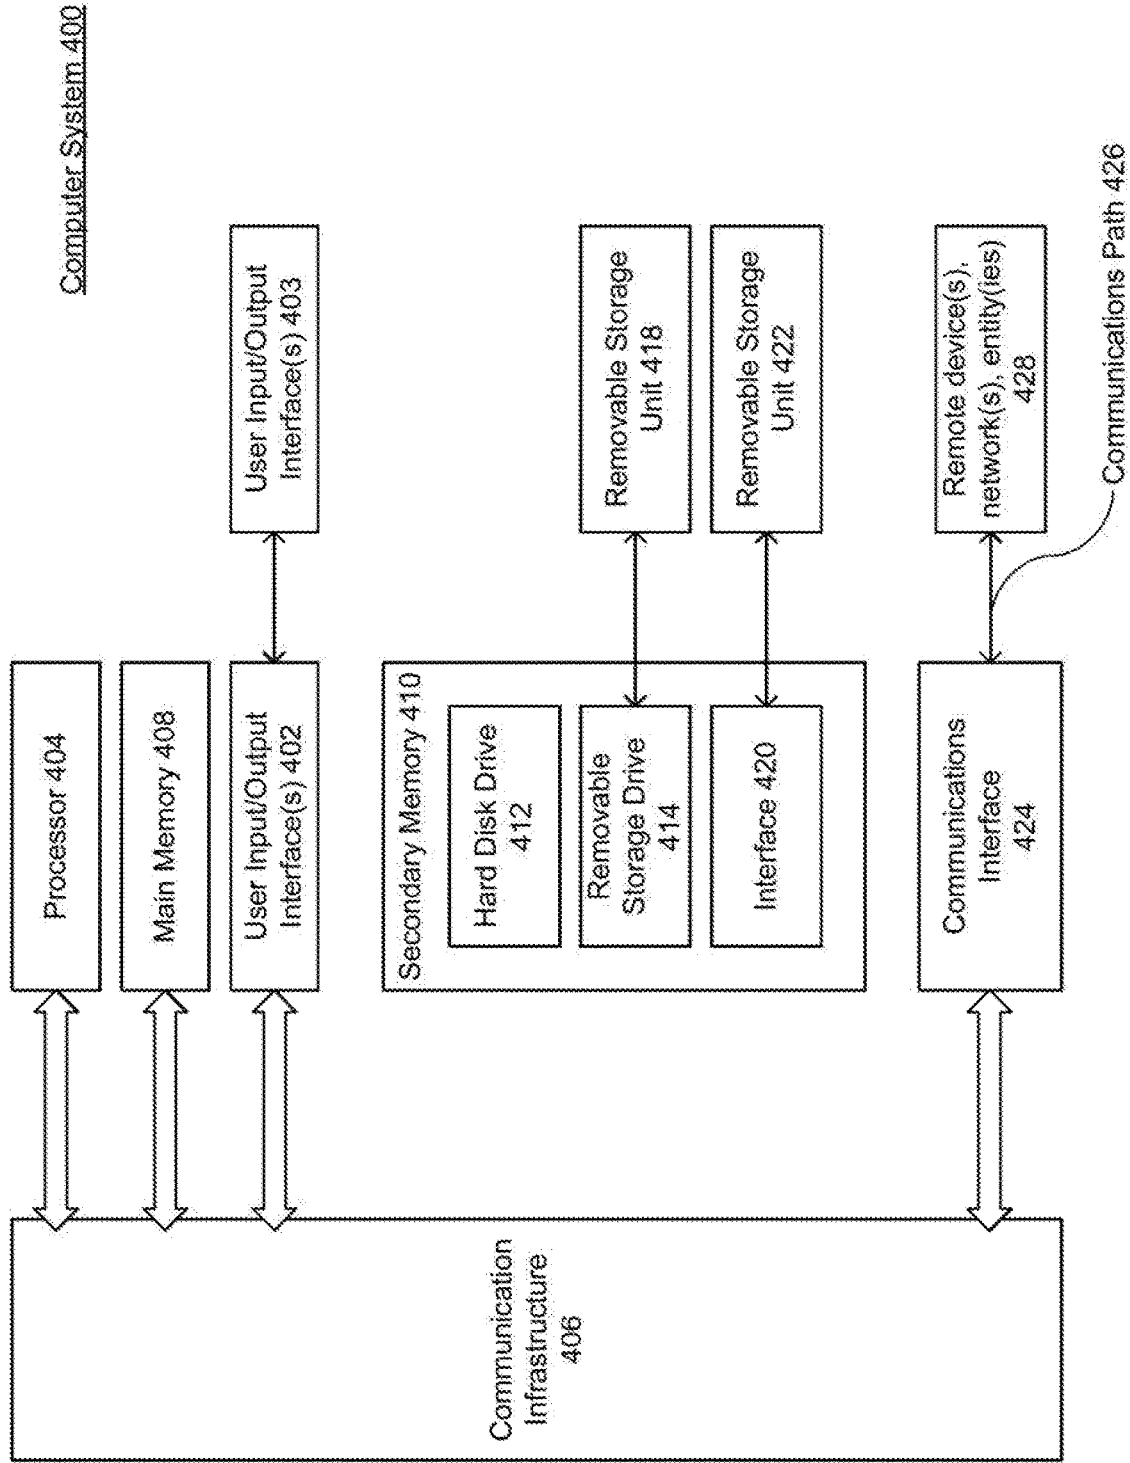 Computer System 400
Processor 404
Main Memory 408
User Input/Output
Interface(s) 402
User Input/Output
Interface(s) 403
Communication
Infrastructure
406
Secondary Memory 410
Hard Disk Drive
412
Removable
Storage Drive
414
Removable Storage
Unit 418
Interface 420
Removable Storage
Unit 422
Communications
Interface
424
Remote device(s),
network(s), entity(ies)
428
Communications Path 426